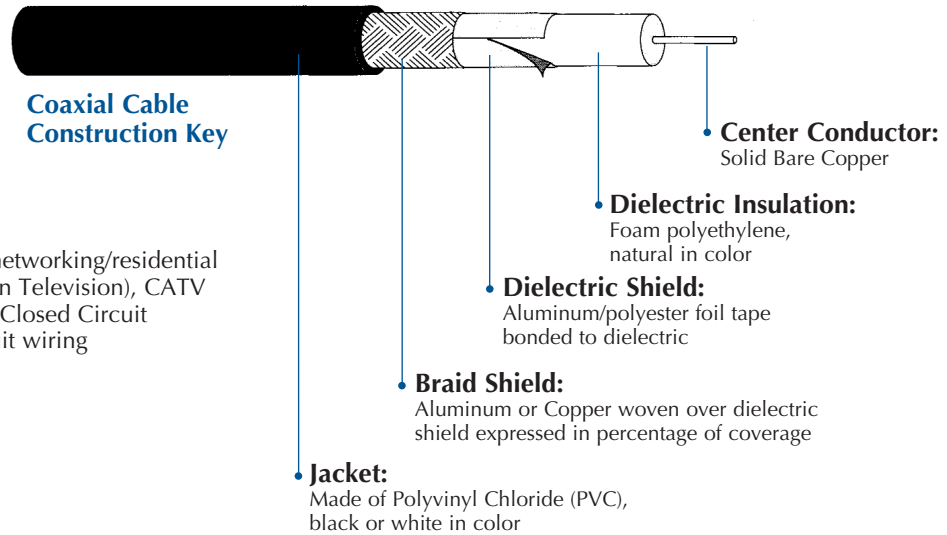 Coaxial Cable
Construction Key
Center Conductor:
Solid Bare Copper
Dielectric Insulation:
Foam polyethylene,
natural in color
networking/residential
n Television), CATV
Closed Circuit
it wiring
Dielectric Shield:
Aluminum/polyester foil tape
bonded to dielectric
Braid Shield:
Aluminum or Copper woven over dielectric
shield expressed in percentage of coverage
Jacket:
Made of Polyvinyl Chloride (PVC),
black or white in color